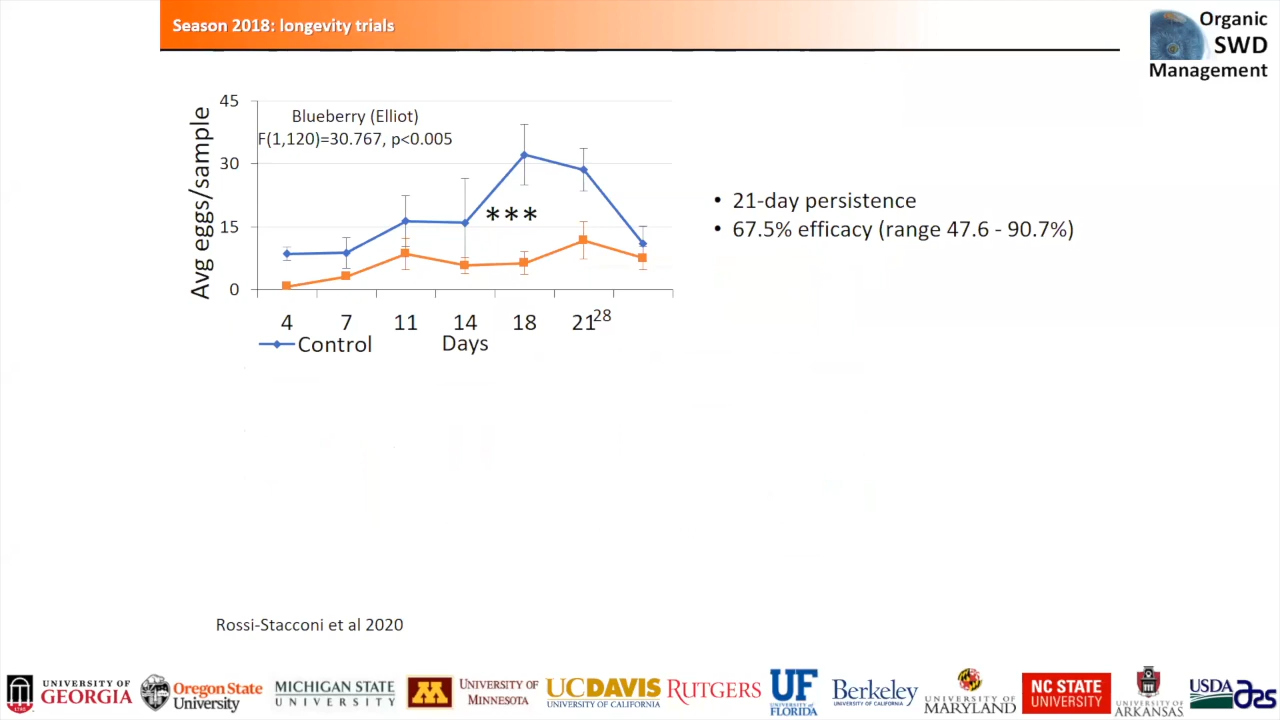 Season 2018: longevity trials
Organic
SWD
Management
45
30
15
0
Avg eggs/sample
Blueberry (Elliot)
F(1,120)=30.767, p<0.005
***
4 7 11 14 18 21 28
Control
Days
• 21-day persistence
• 67.5% efficacy (range 47.6 - 90.7%)
Rossi-Stacconi et al 2020
UNIVERSITY OF
GEORGIA
Oregon State
University
MICHIGAN STATE
UNIVERSITY
M
UNIVERSITY OF
MINNESOTA
UCDAVIS
UNIVERSITY OF CALIFORNIA
RUTGERS
UF
UNIVERSITY of
FLORIDA
Berkeley
UNIVERSITY OF CALIFORNIA
UNIVERSITY OF
MARYLAND
NC STATE
UNIVERSITY
UNIVERSITY OF
ARKANSAS
USDA
ars